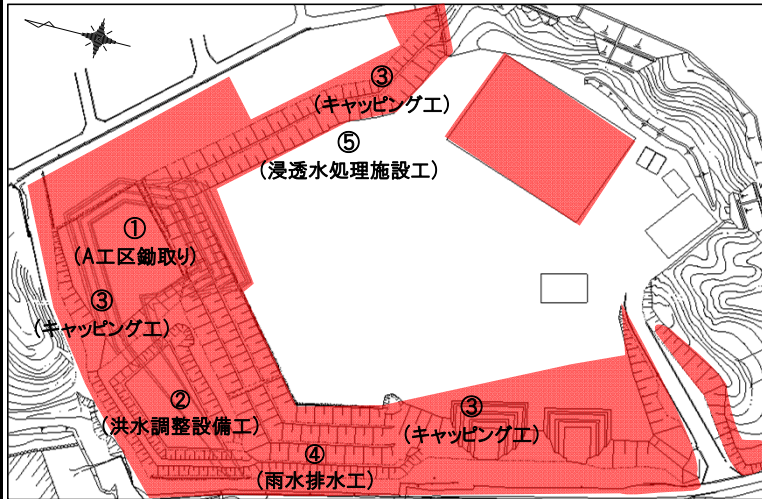 ③
(キャッピング工)
⑤
(浸透水処理施設工)
①
(A工区鋤取り)
③
(キャッピング工)
②
(洪水調整設備工)
③
(キャッピング工)
④
(雨水排水工)